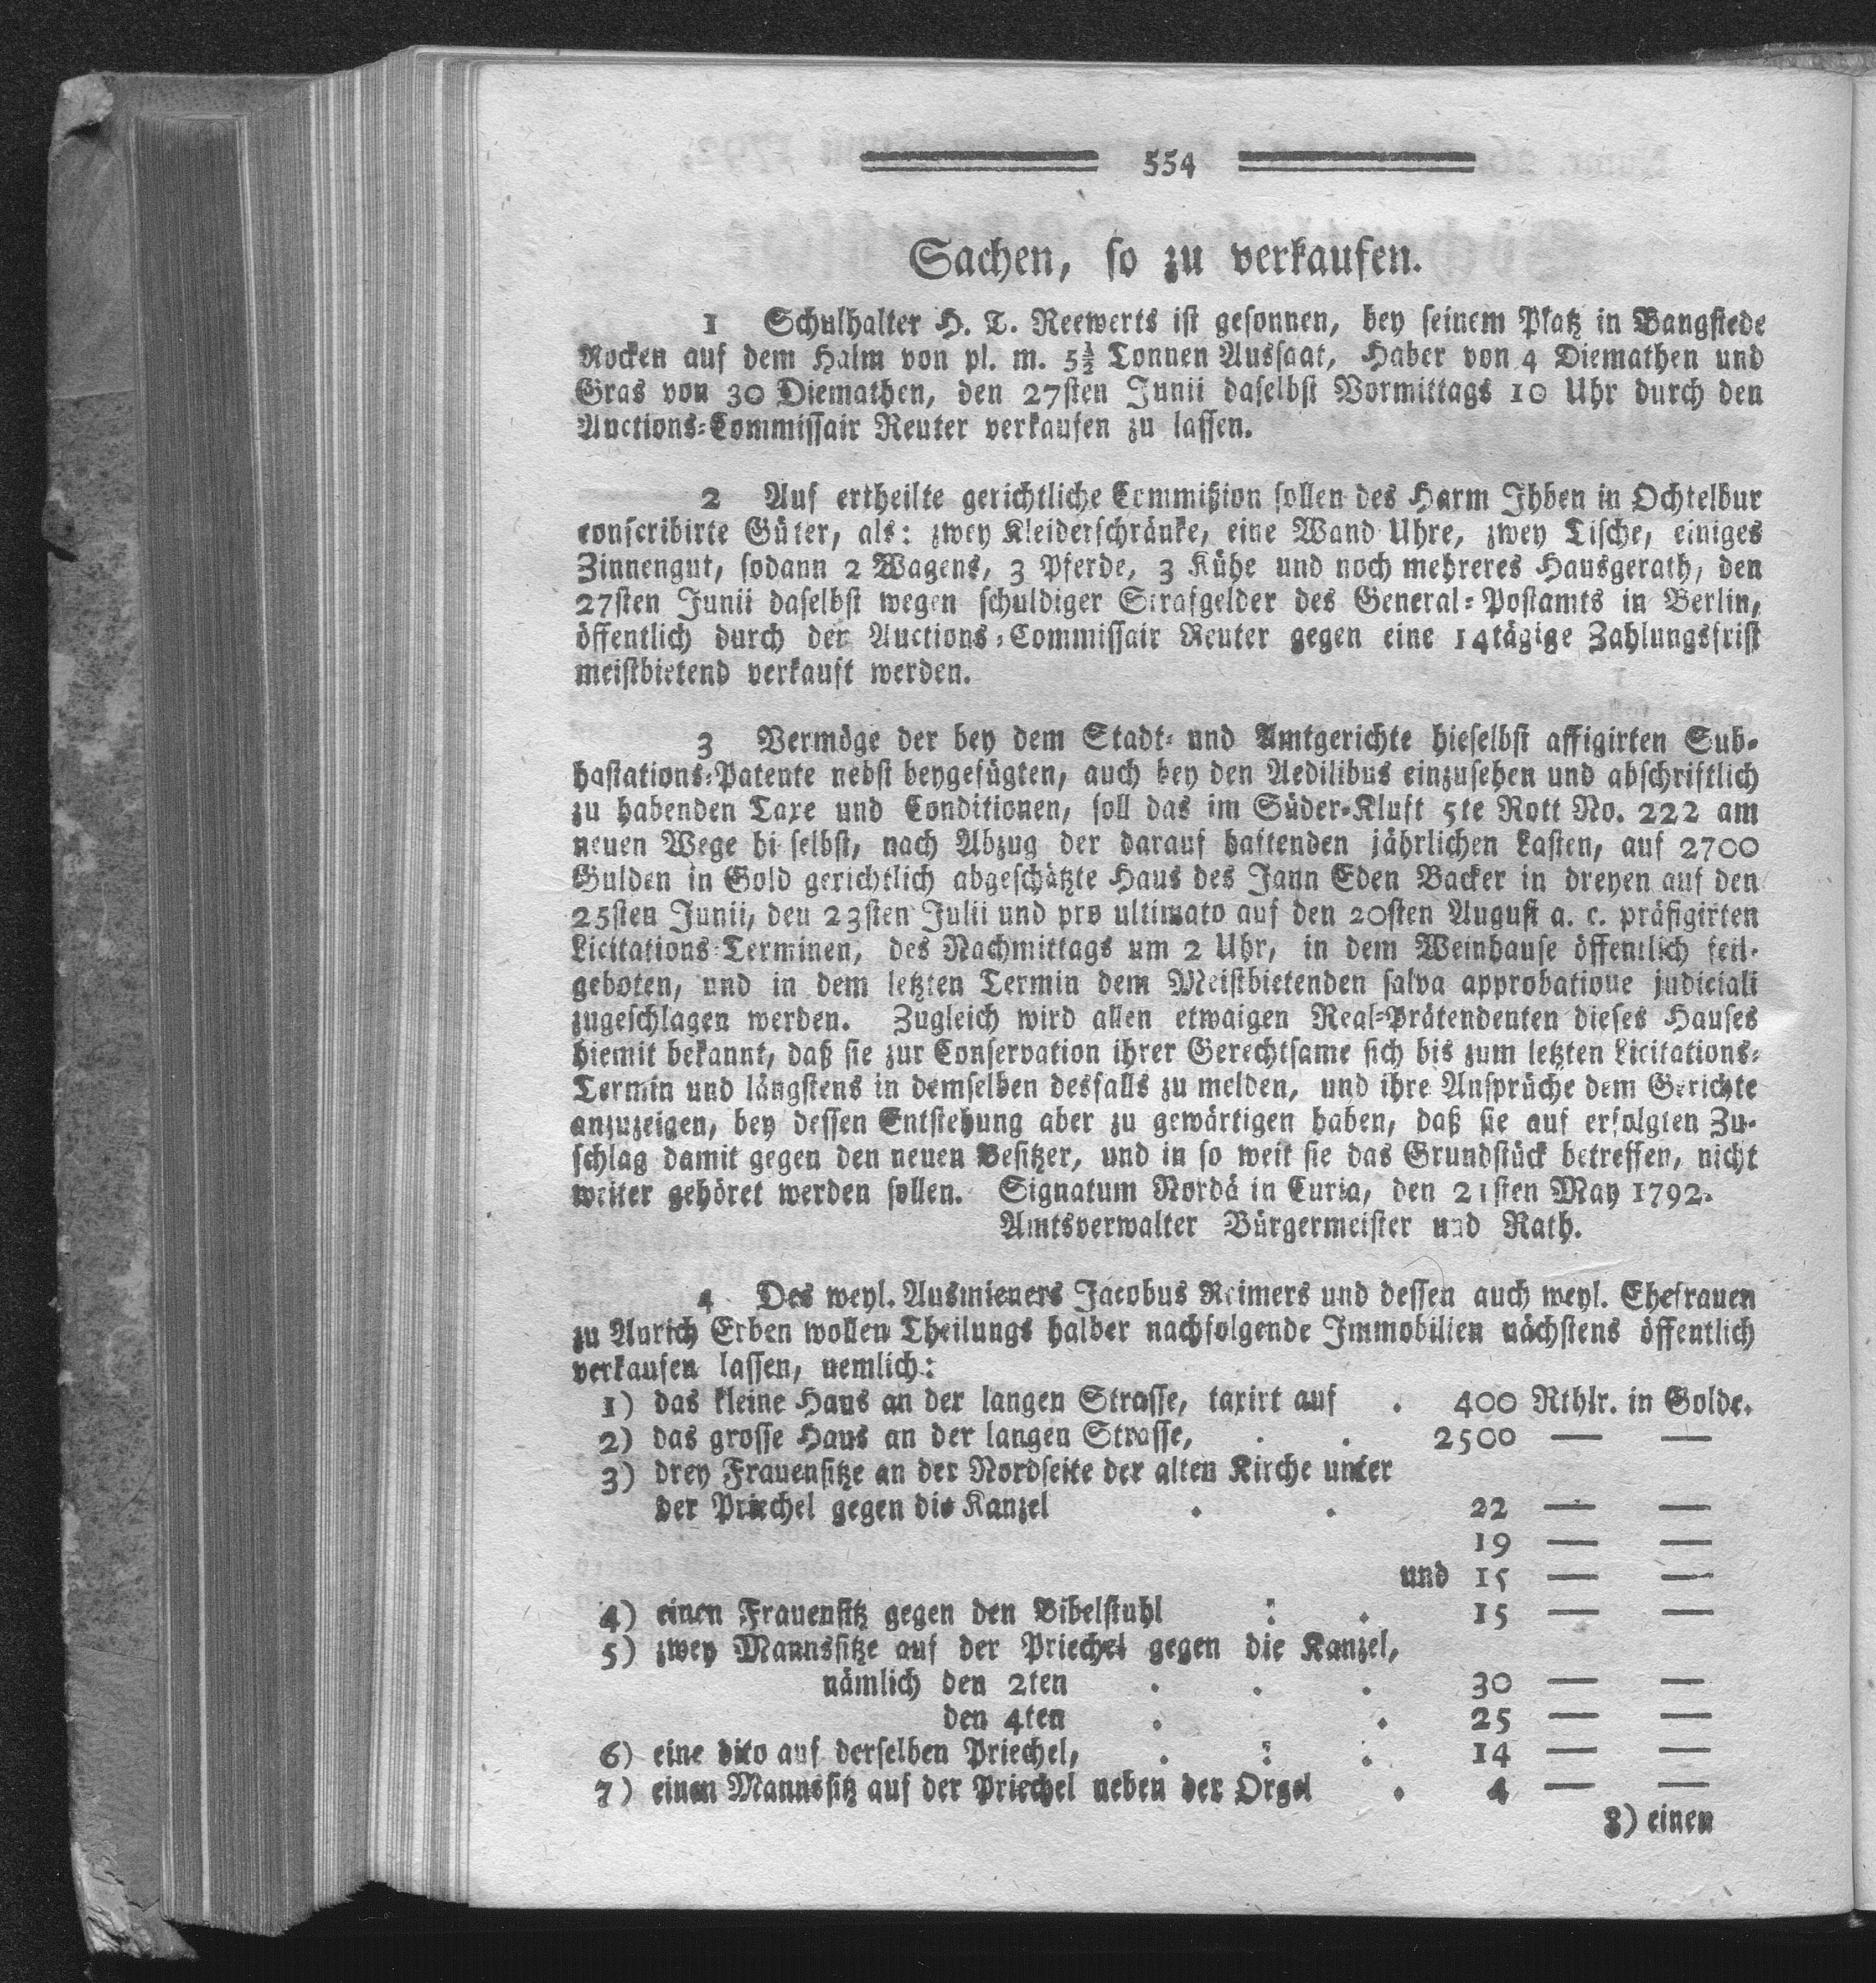 554
Sachen, so zu verkaufen.
1 Schulhalter H. T. Reewerts ist gesonnen, bey seinem Platz in Bangstede
Rocken auf dem Halm von pl. m. 5½ Tonnen Aussaat, Haber von 4 Diemathen und
Gras von 30 Diemathen, den 27sten Junii daselbst Vormittags 10 Uhr durch den
Auctions-Commissair Reuter verkaufen zu lassen.
2 Auf ertheilte gerichtliche Commißion sollen des Harm Ihben in Ochtelbur
conscribirte Güter, als: zwey Kleiderschränke, eine Wand Uhre, zwey Tische, einiges
Zinnengut, sodann 2 Wagens, 3 Pferde, 3 Kühe und noch mehreres Hausgerath, den
27sten Junii daselbst wegen schuldiger Strafgelder des General-Postamts in Berlin,
öffentlich durch den Auctions-Commissair Reuter gegen eine 14tägige Zahlungsfrist
meistbietend verkauft werden.
3 Vermöge der bey dem Stadt- und Amtgerichte hieselbst affigirten Sub-
hastations-Patente nebst beygefügten, auch bey den Aedilibus einzusehen und abschriftlich
zu habenden Taxe und Conditionen, soll das im Süder-Kluft 5te Rott No. 222 am
neuen Wege hi selbst, nach Abzug der darauf haftenden jährlichen Lasten, auf 2700
Gulden in Gold gerichtlich abgeschätzte Haus des Jann Eden Backer in dreyen auf den
25sten Junii, den 23sten Julii und pro ultimato auf den 20sten August a. c. präfigirten
Licitations-Terminen, des Nachmittags um 2 Uhr, in dem Weinhause öffentlich feil-
geboten, und in dem letzten Termin dem Meistbietenden salva approbatioue judiciali
zugeschlagen werden. Zugleich wird allen etwaigen Real-Prätendenten dieses Hauses
hiemit bekannt, daß sie zur Conservation ihrer Gerechtsame sich bis zum letzten Licitations-
Termin und längstens in demselben desfalls zu melden, und ihre Ansprüche dem Gerichte
anzuzeigen, bey dessen Entstehung aber zu gewärtigen haben, daß sie auf erfolgten Zu-
schlag damit gegen den neuen Besitzer, und in so weit sie das Grundstück betreffen, nicht
weiter gehöret werden sollen. Signatum Nordä in Curia, den 21sten May 1792.
Amtsverwalter Bürgermeister und Rath.
4 Des weyl. Ausmieners Jacobus Reimers und dessen auch weyl. Ehefrauen
zu Aurich Erben wollen Theilungs halber nachfolgende Immobilien nächstens öffentlich
verkaufen lassen, nemlich:
1) das kleine Haus an der langen Strasse, taxirt auf . 400 Rthlr. in Golde.
2) das grosse Haus an der langen Strasse, . . 2500 — —
3) drey Frauensitze an der Nordseite der alten Kirche unter
der Priechel gegen die Kanzel . . 22 — —
19 — —
und 15 — —
4) einen Frauensitz gegen den Bibelstuhl : . 15 — —
5) zwey Mannssitze auf der Priechel gegen die Kanzel,
nämlich den 2ten . . . 30 — —
den 4ten . . 25 — —
6) eine dito auf derselben Priechel, . : . 14 — —
7) einen Mannssitz auf der Priechel neben der Orgel . 4 — —
8) einen